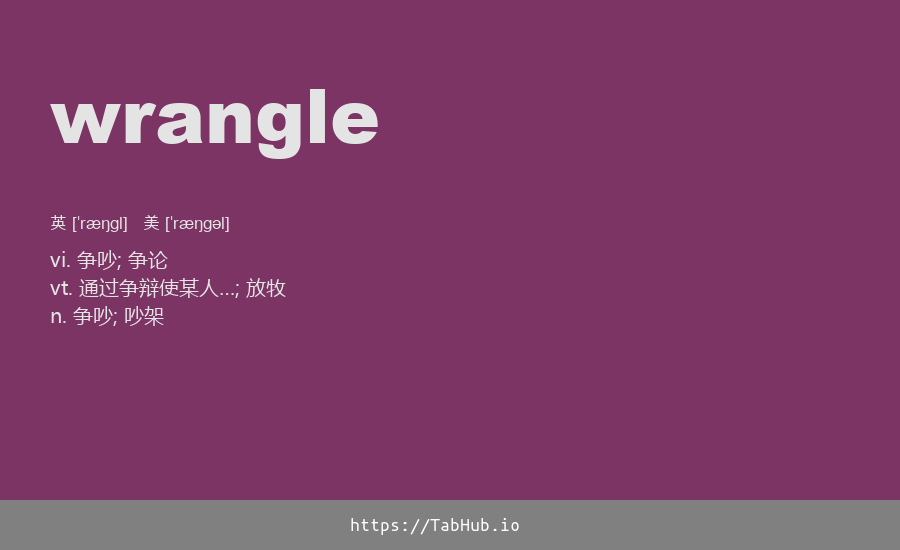 wrangle
英 [ˈræŋgl] 美 [ˈræŋgəl]
vi. 争吵; 争论
vt. 通过争辩使某人...; 放牧
n. 争吵; 吵架
https://TabHub.io